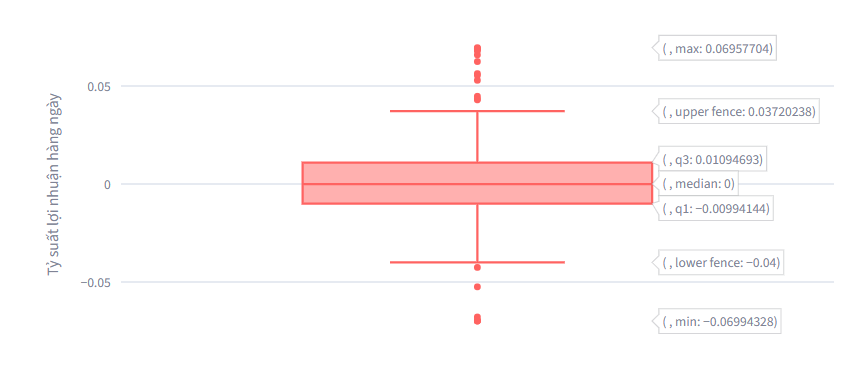 ( , max: 0.06957704)
0.05
( , upper fence: 0.03720238)
Tỷ suất lợi nhuận hàng ngày
( , q3: 0.01094693)
0
( , median: 0)
( , q1: −0.00994144)
( , lower fence: −0.04)
−0.05
( , min: −0.06994328)